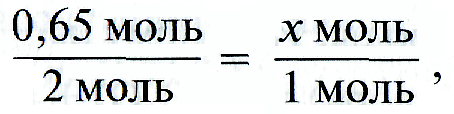 0,65 моль / 2 моль = x моль / 1 моль ,